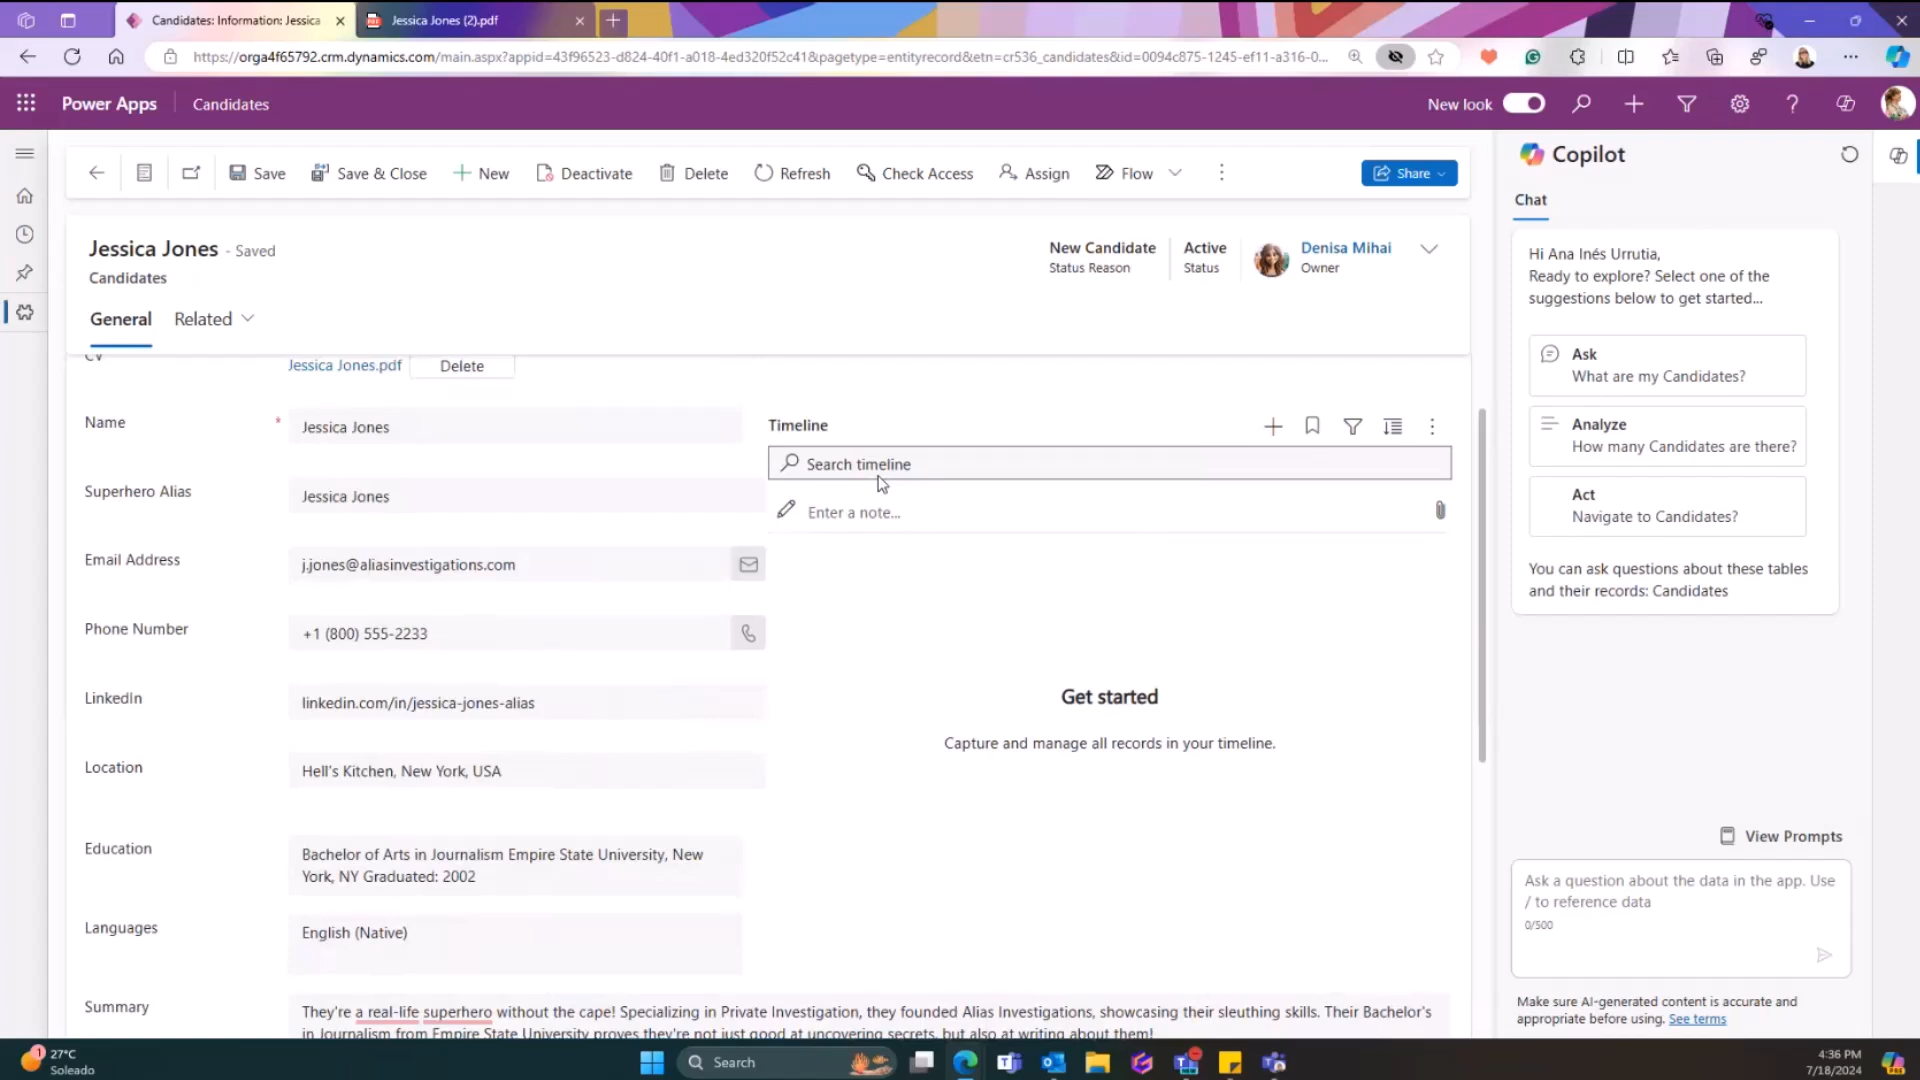 Candidates: Information: Jessica
Jessica Jones (2).pdf
https://orga4f65792.crm.dynamics.com/main.aspx?appid=43f96523-d824-40f1-a018-4ed320f52c41&pagetype=entityrecord&etn=cr536_candidates&id=0094c875-1245-ef11-a316-0...
Power Apps
Candidates
New look
Save
Save & Close
New
Deactivate
Delete
Refresh
Check Access
Assign
Flow
Share
Jessica Jones - Saved
Candidates
New Candidate
Status Reason
Active
Status
Denisa Mihai
Owner
General
Related
CV
Jessica Jones.pdf
Delete
Name
*
Jessica Jones
Superhero Alias
Jessica Jones
Email Address
j.jones@aliasinvestigations.com
Phone Number
+1 (800) 555-2233
LinkedIn
linkedin.com/in/jessica-jones-alias
Location
Hell's Kitchen, New York, USA
Education
Bachelor of Arts in Journalism Empire State University, New
York, NY Graduated: 2002
Languages
English (Native)
Summary
They're a real-life superhero without the cape! Specializing in Private Investigation, they founded Alias Investigations, showcasing their sleuthing skills. Their Bachelor's
in Journalism from Empire State University proves they're not just good at uncovering secrets, but also at writing about them!
Timeline
Search timeline
Enter a note...
Get started
Capture and manage all records in your timeline.
Copilot
Chat
Hi Ana Inés Urrutia,
Ready to explore? Select one of the
suggestions below to get started...
Ask
What are my Candidates?
Analyze
How many Candidates are there?
Act
Navigate to Candidates?
You can ask questions about these tables
and their records: Candidates
View Prompts
Ask a question about the data in the app. Use
/ to reference data
0/500
Make sure AI-generated content is accurate and
appropriate before using. See terms
1
27°C
Soleado
Search
4:36 PM
7/18/2024